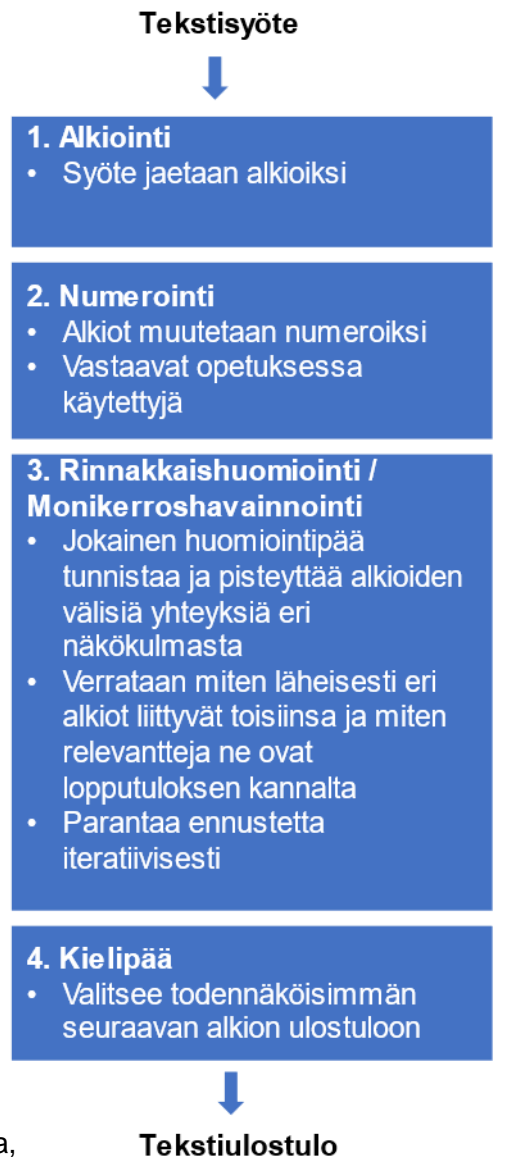 Tekstisyöte
1. Alkiointi
• Syöte jaetaan alkioiksi
2. Numerointi
• Alkiot muutetaan numeroiksi
• Vastaavat opetuksessa
käytettyjä
3. Rinnakkaishuomiointi /
Monikerroshavainnointi
• Jokainen huomiointipää
tunnistaa ja pisteyttää alkioiden
välisiä yhteyksiä eri
näkökulmasta
• Verrataan miten läheisesti eri
alkiot liittyvät toisiinsa ja miten
relevantteja ne ovat
lopputuloksen kannalta
• Parantaa ennustetta
iteratiivisesti
4. Kielipää
• Valitsee todennäköisimmän
seuraavan alkion ulostuloon
a,
Tekstiulostulo